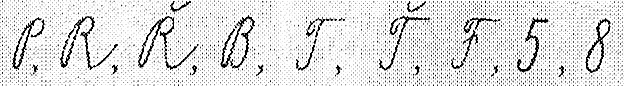 P, R, Ř, B, T, Ť, F, 5, 8